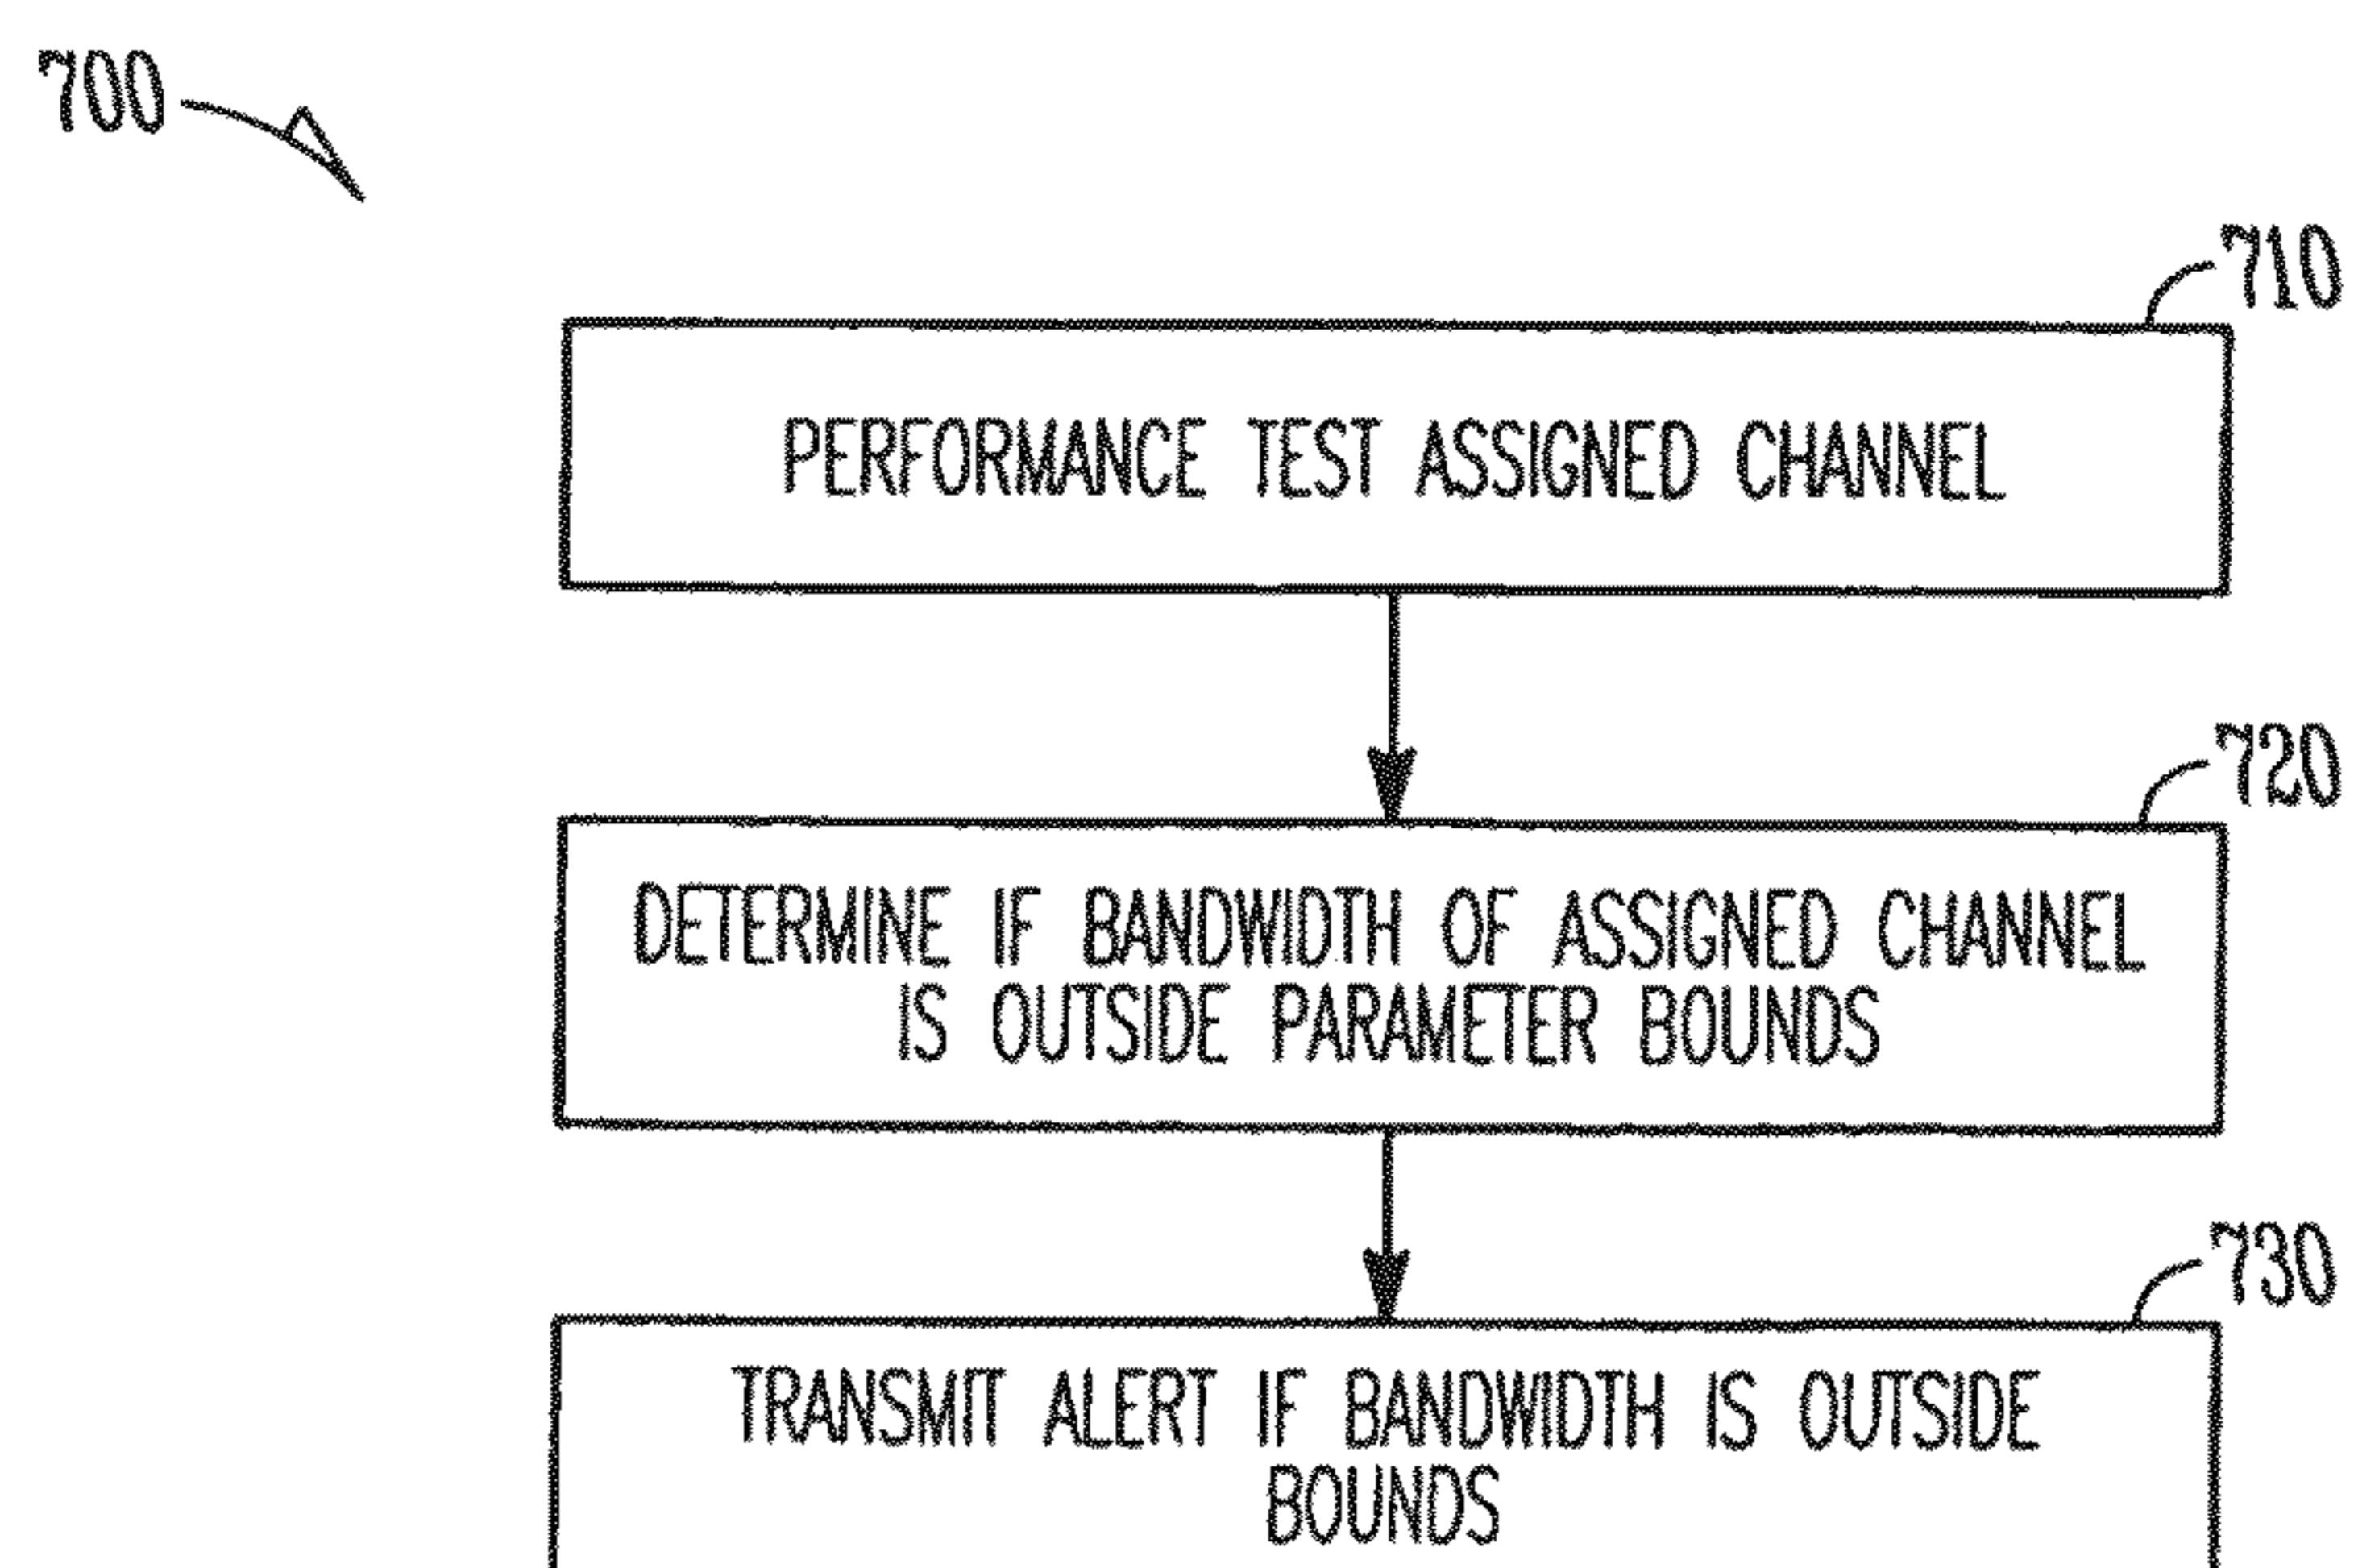 700
710
PERFORMANCE TEST ASSIGNED CHANNEL
720
DETERMINE IF BANDWIDTH OF ASSIGNED CHANNEL
IS OUTSIDE PARAMETER BOUNDS
730
TRANSMIT ALERT IF BANDWIDTH IS OUTSIDE
BOUNDS